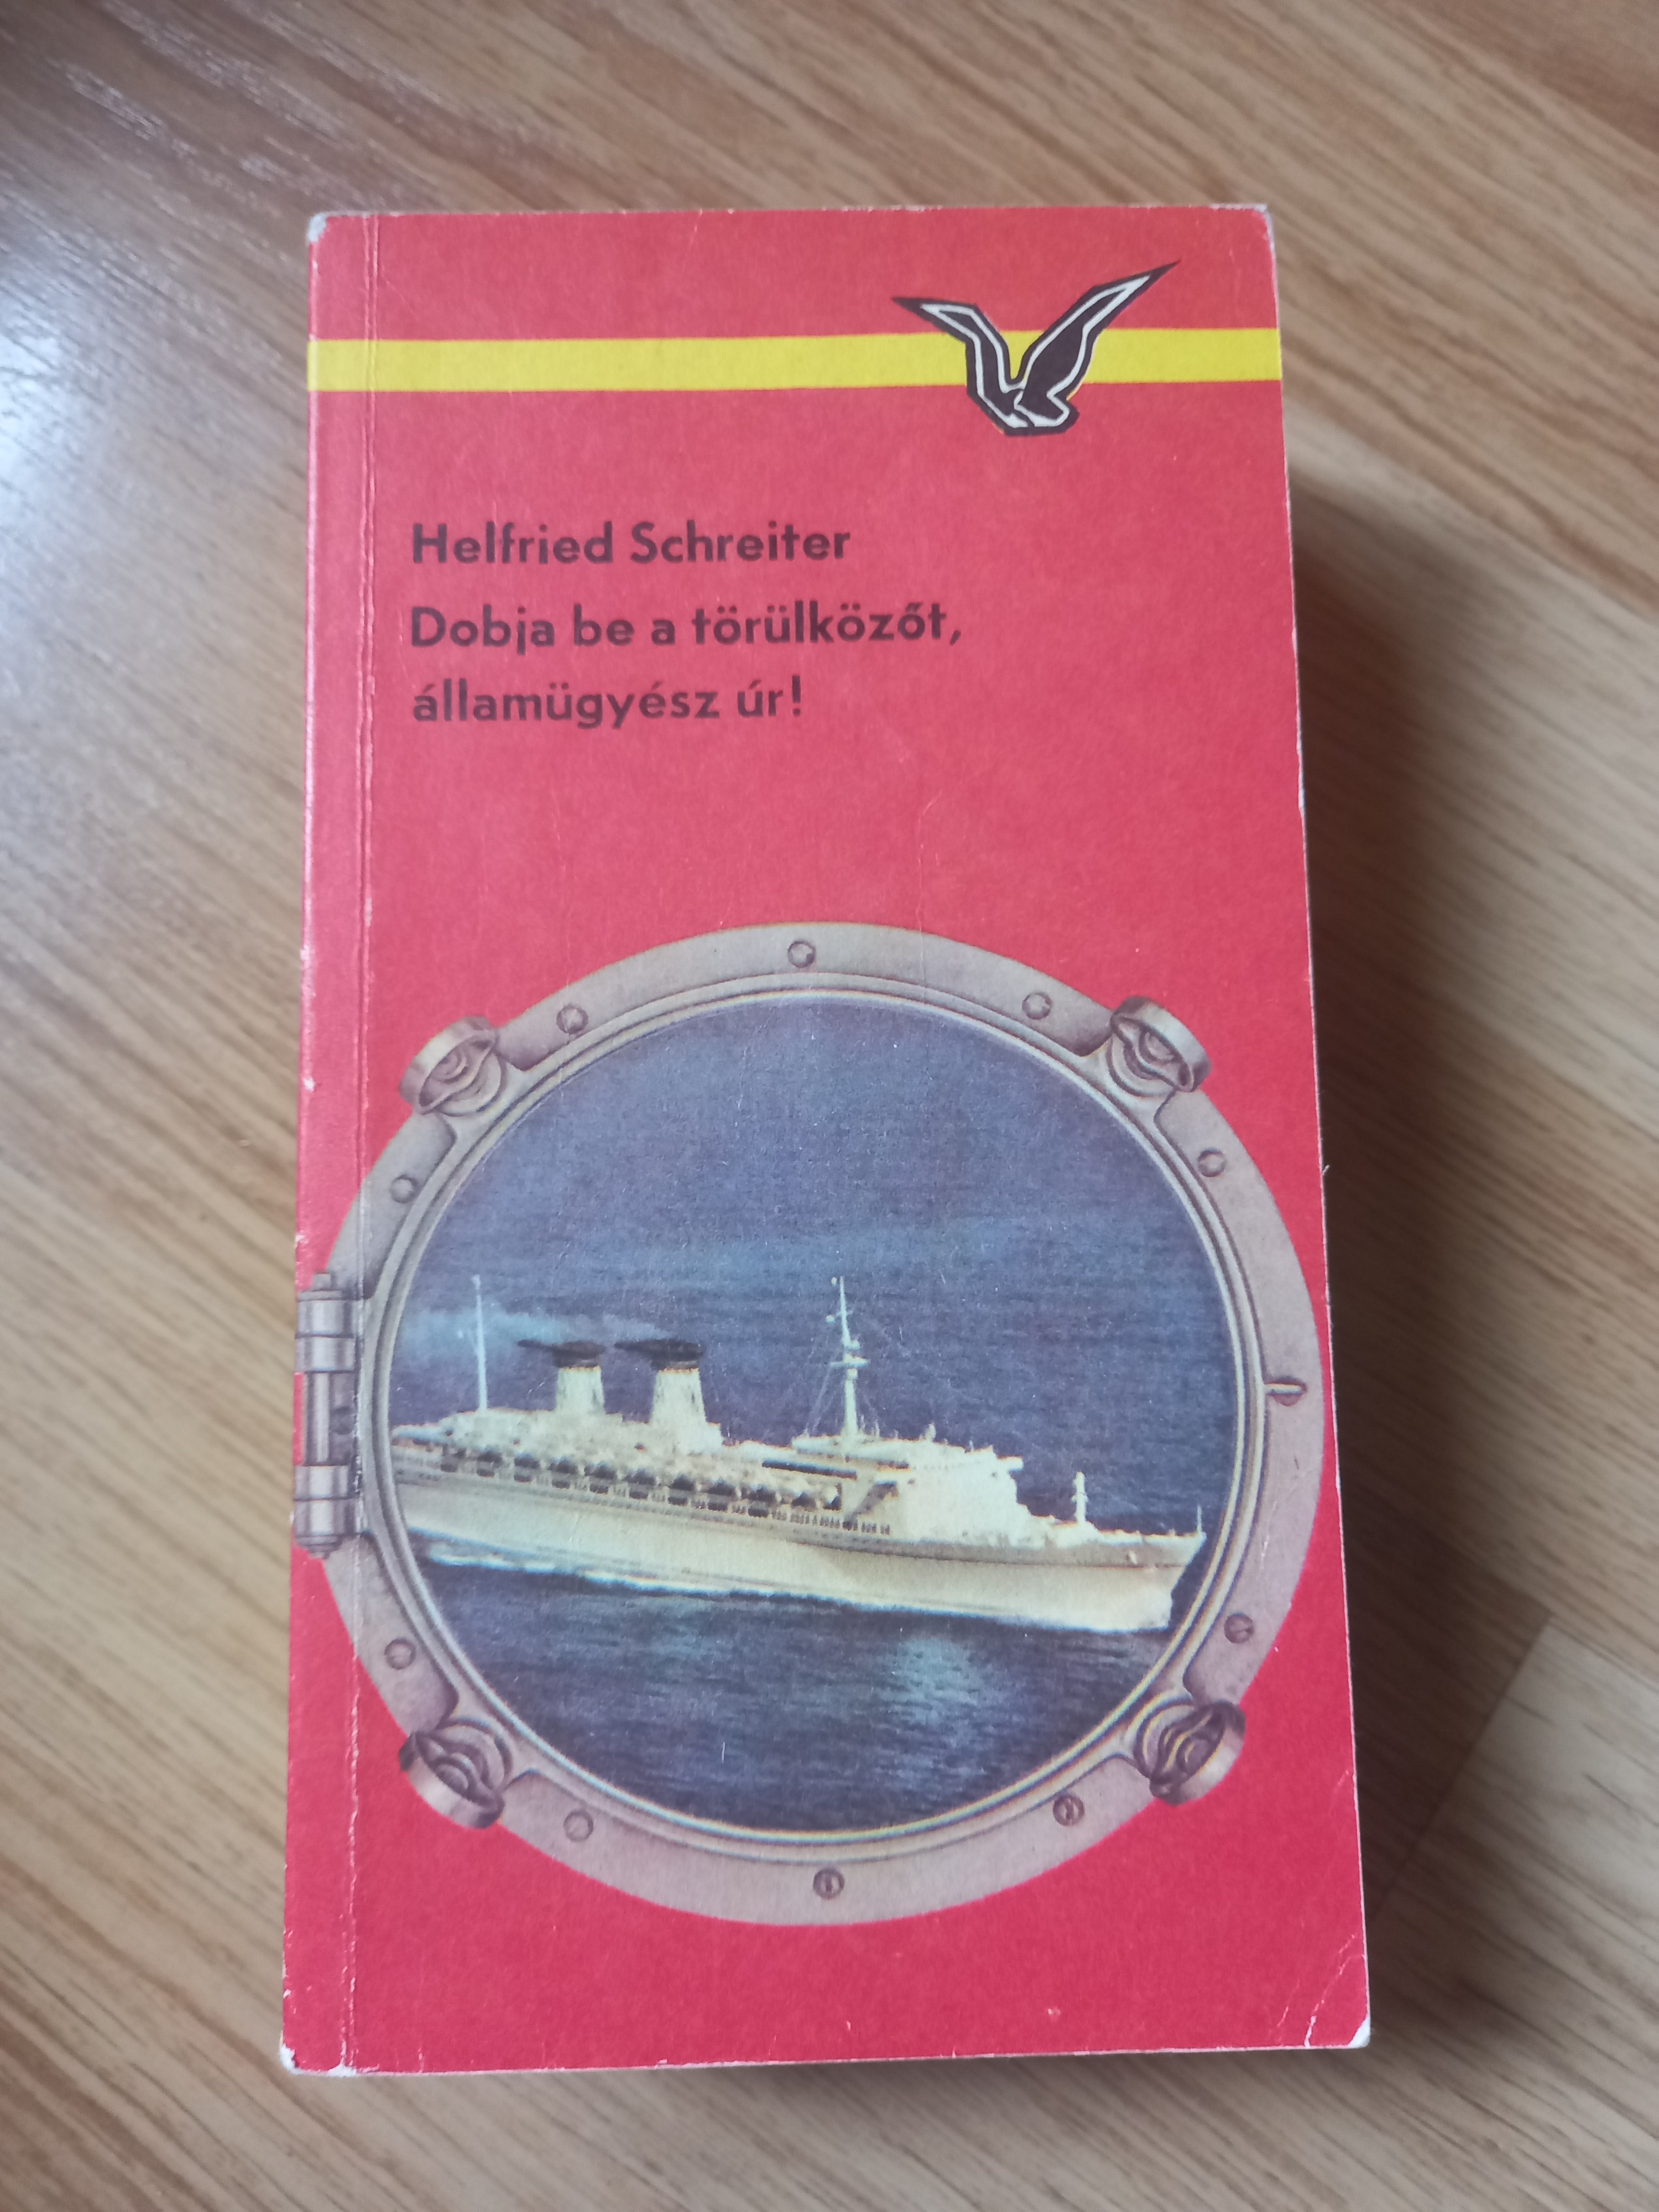 Helfried Schreiter
Dobja be a törülközőt,
államügyész úr!